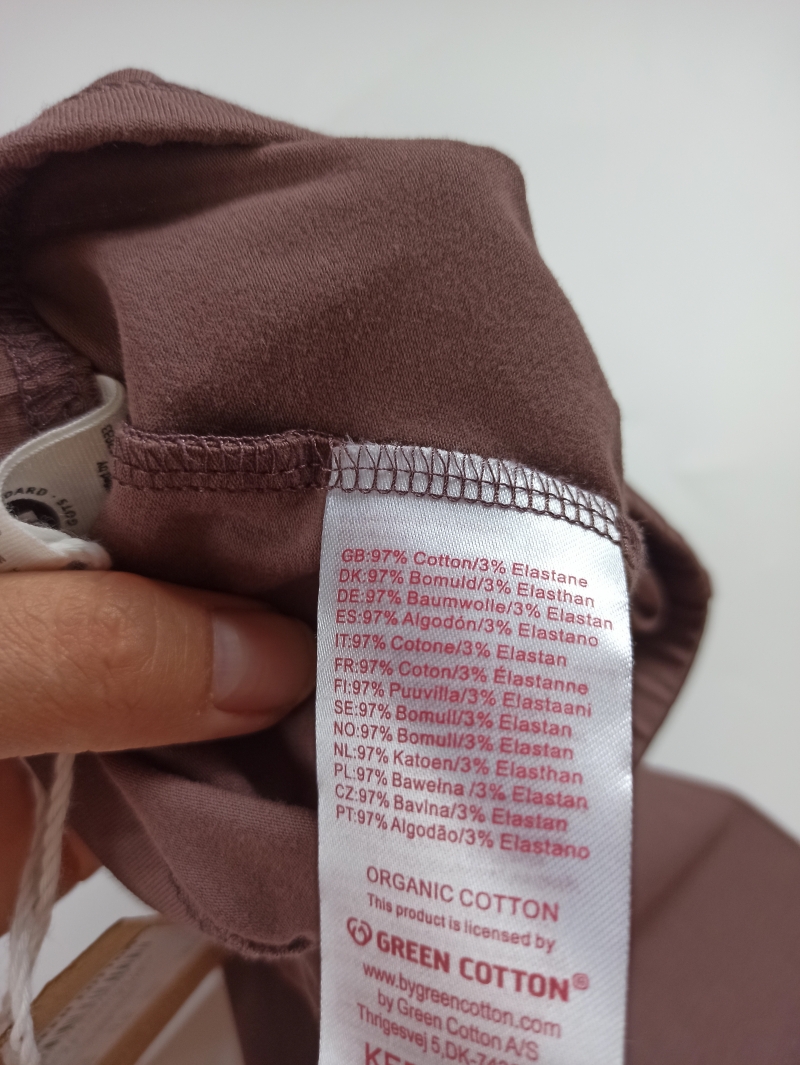 GB:97% Cotton/3% Elastane
DK:97% Bomuld/3% Elasthan
DE:97% Baumwolle/3% Elastan
ES:97% Algodón/3% Elastano
IT:97% Cotone/3% Elastan
FR:97% Coton/3% Élastanne
FI:97% Puuvilla/3% Elastaani
SE:97% Bomull/3% Elastan
NO:97% Bomull/3% Elastan
NL:97% Katoen/3% Elasthan
PL:97% Bawelna /3% Elastan
CZ:97% Bavlna/3% Elastan
PT:97% Algodão/3% Elastano
ORGANIC COTTON
This product is licensed by
GREEN COTTON®
www.bygreencotton.com
by Green Cotton A/S
Thrigesvej 5,DK-
GOTS